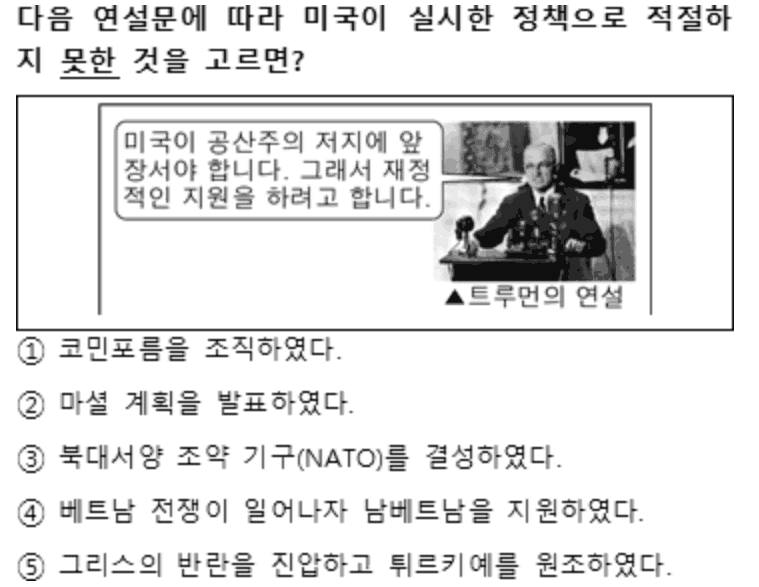 다음 연설문에 따라 미국이 실시한 정책으로 적절하
지 못한 것을 고르면?
미국이 공산주의 저지에 앞
장서야 합니다. 그래서 재정
적인 지원을 하려고 합니다.
▲트루먼의 연설
① 코민포름을 조직하였다.
② 마셜 계획을 발표하였다.
③ 북대서양 조약 기구(NATO)를 결성하였다.
④ 베트남 전쟁이 일어나자 남베트남을 지원하였다.
⑤ 그리스의 반란을 진압하고 튀르키예를 원조하였다.